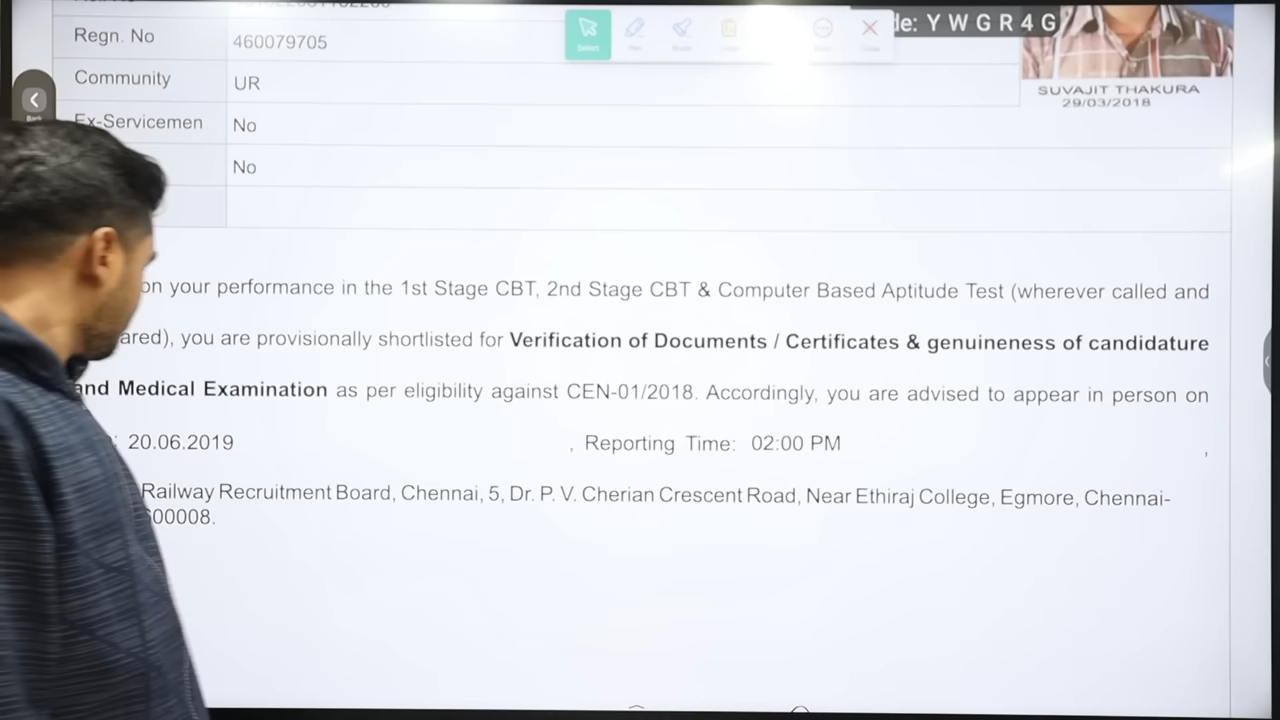 Regn. No 460079705
de: Y W G R 4 G
Community UR
SUVAJIT THAKURA
29/03/2018
Ex-Servicemen No
No
on your performance in the 1st Stage CBT, 2nd Stage CBT & Computer Based Aptitude Test (wherever called and
ared), you are provisionally shortlisted for Verification of Documents / Certificates & genuineness of candidature
and Medical Examination as per eligibility against CEN-01/2018. Accordingly, you are advised to appear in person on
: 20.06.2019 , Reporting Time: 02:00 PM ,
Railway Recruitment Board, Chennai, 5, Dr. P. V. Cherian Crescent Road, Near Ethiraj College, Egmore, Chennai-
600008.
Select
Back